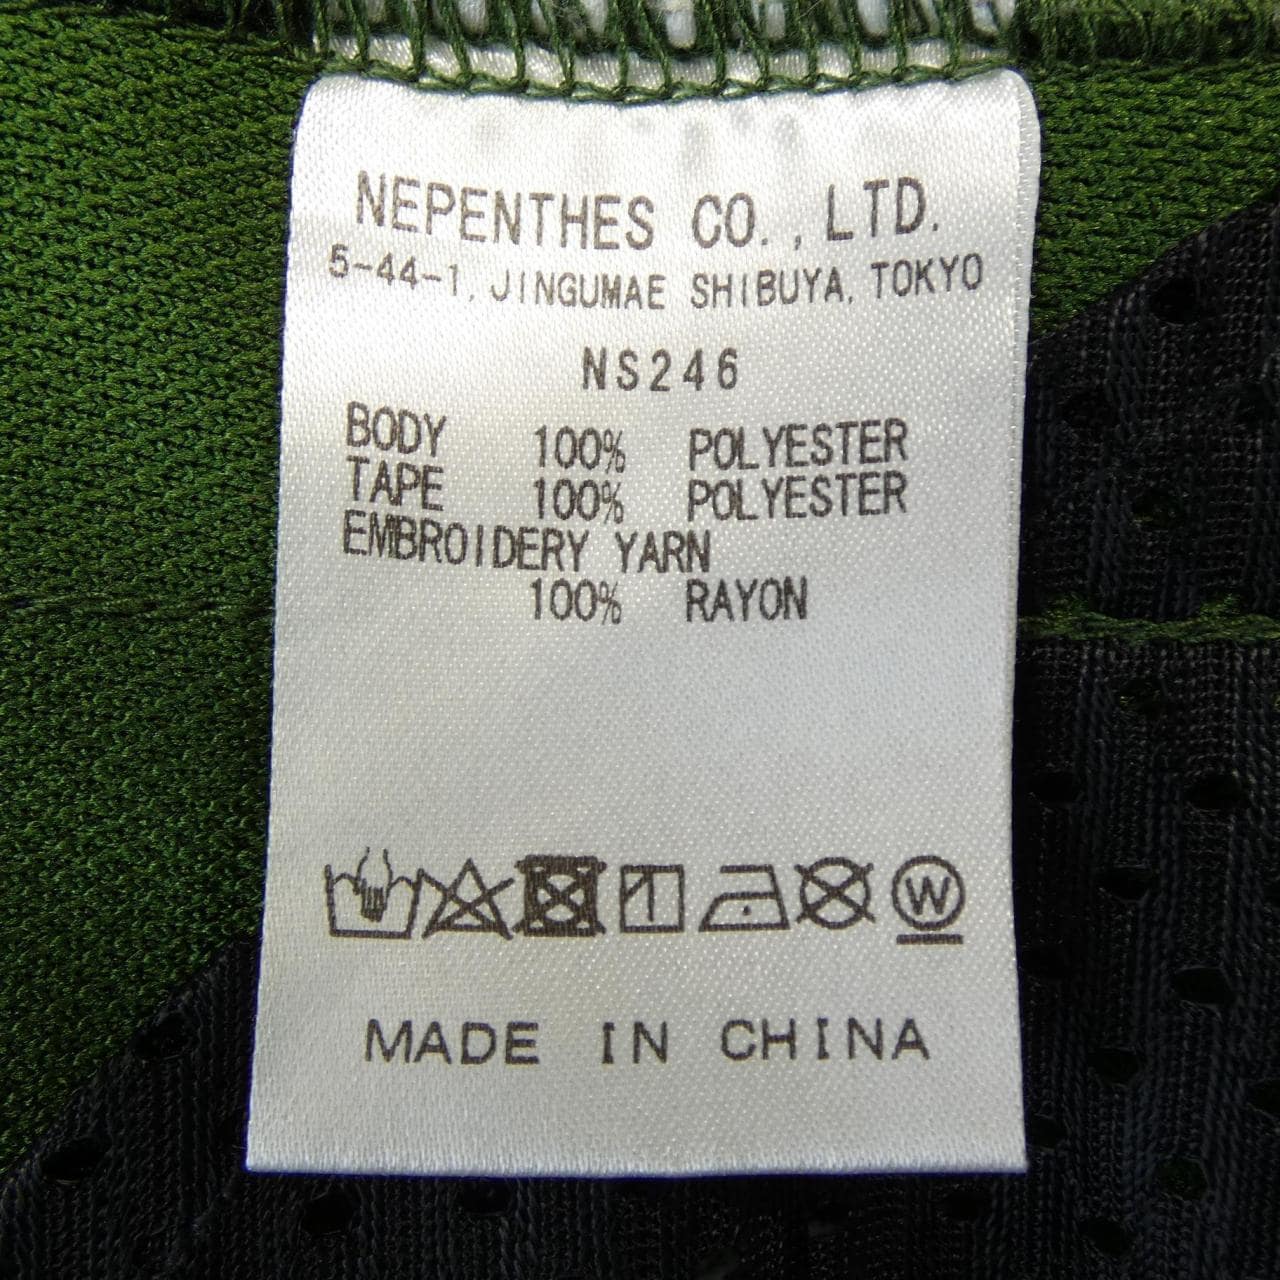 NEPENTHES CO.,LTD.
5-44-1, JINGUMAE SHIBUYA, TOKYO
NS246
BODY 100% POLYESTER
TAPE 100% POLYESTER
EMBROIDERY YARN
100% RAYON
W
MADE IN CHINA